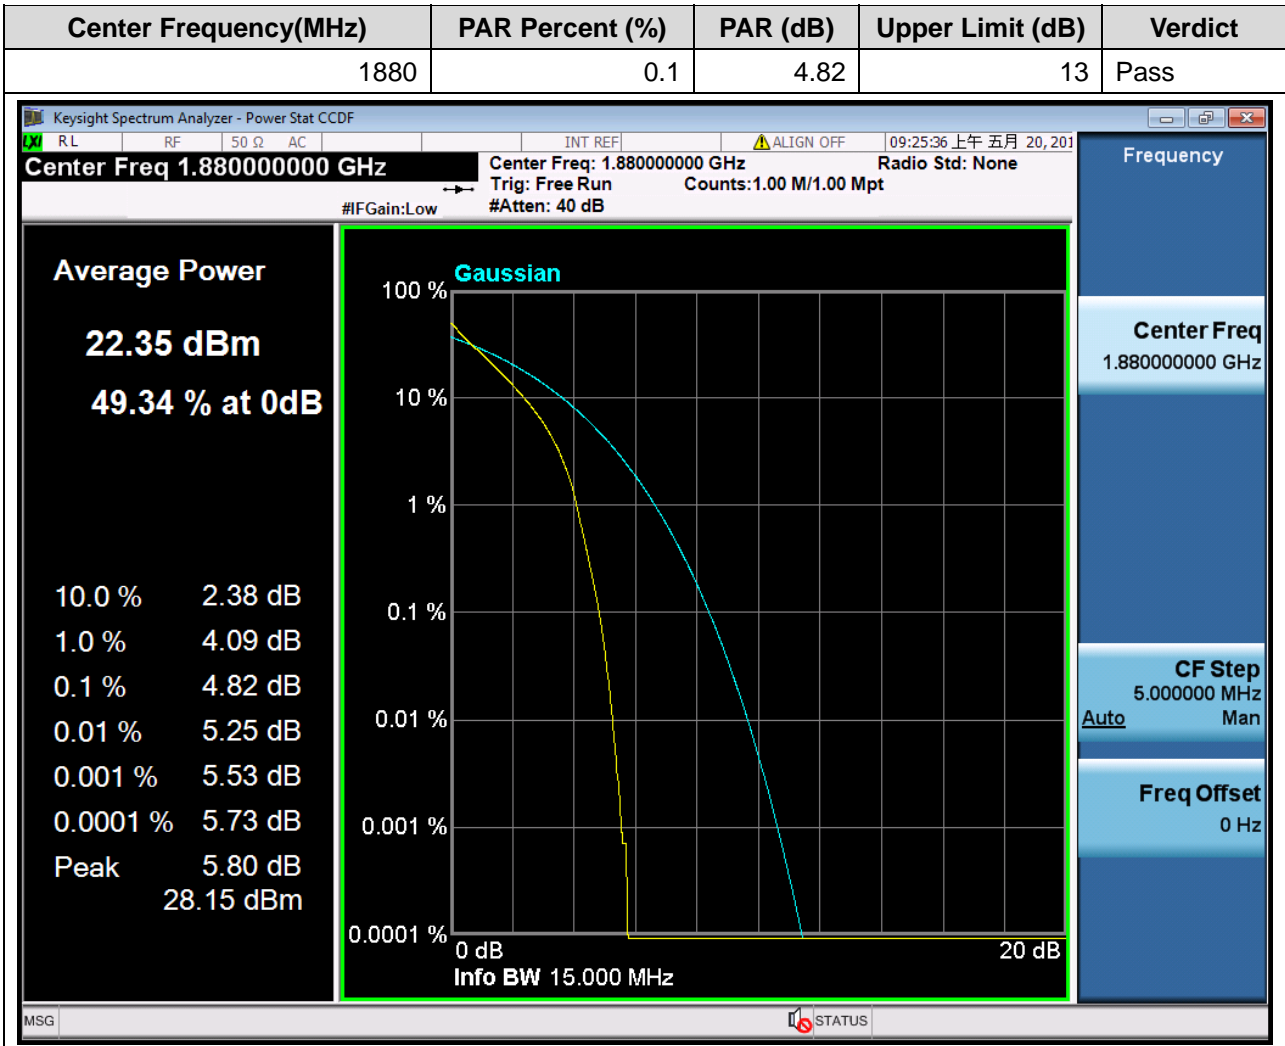 Center Frequency(MHz) PAR Percent (%) PAR (dB) Upper Limit (dB) Verdict
1880 0.1 4.82 13 Pass
Keysight Spectrum Analyzer - Power Stat CCDF
LXI RL RF 50 Ω AC INT REF ALIGN OFF 09:25:36 上午 五月 20, 201
Center Freq 1.880000000 GHz
Center Freq: 1.880000000 GHz Radio Std: None
Trig: Free Run Counts:1.00 M/1.00 Mpt
#IFGain:Low #Atten: 40 dB
Average Power
22.35 dBm
49.34 % at 0dB
10.0 % 2.38 dB
1.0 % 4.09 dB
0.1 % 4.82 dB
0.01 % 5.25 dB
0.001 % 5.53 dB
0.0001 % 5.73 dB
Peak 5.80 dB
28.15 dBm
Gaussian
100 %
10 %
1 %
0.1 %
0.01 %
0.001 %
0.0001 %
0 dB 20 dB
Info BW 15.000 MHz
Frequency
Center Freq
1.880000000 GHz
CF Step
5.000000 MHz
Auto Man
Freq Offset
0 Hz
MSG STATUS